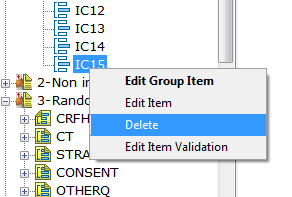 IC12
IC13
IC14
IC15
2-Non in
Edit Group Item
3-Rando
Edit Item
CRFH
Delete
CT
STRA
Edit Item Validation
CONSENT
OTHERQ